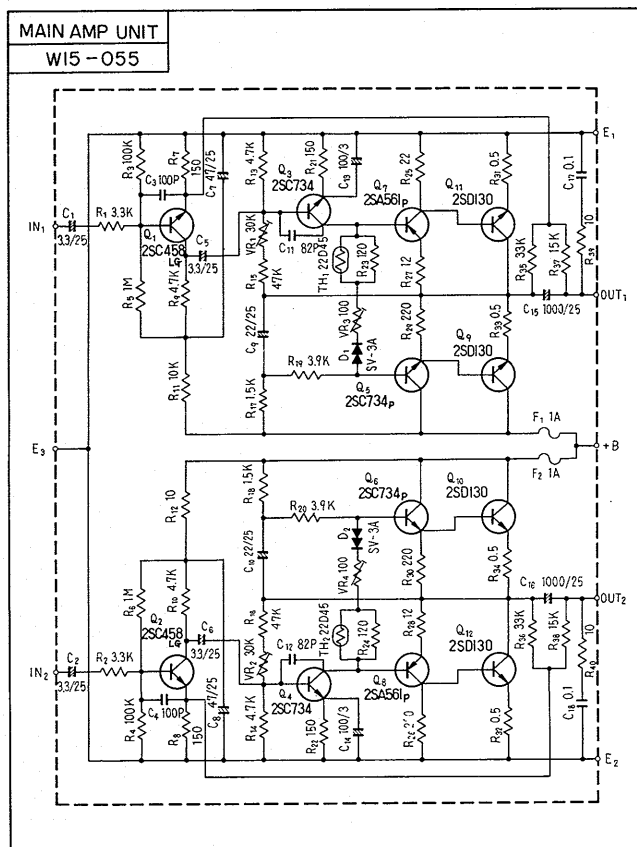 MAIN AMP UNIT
W15-055
R3 100K
R7 150
C3 100P
C7 47/25
R13 4.7K
Q3 2SC734
R21 150
C13 100/3
R25 22
Q7 2SA561P
Q11 2SD130
R31 0.5
E1
C17 0.1
IN1
C1 3.3/25
R1 3.3K
Q1 2SC458 LG
C5 3.3/25
VR1 30K
C11 82P
R15 47K
TH1 22D45
R23 120
R27 12
R35 33K
R37 15K
R39 10
C15 1000/25
OUT1
R5 1M
R9 4.7K
C9 22/25
VR3 100
R29 220
Q9 2SD130
R33 0.5
D1 SV-3A
R19 3.9K
R11 10K
R17 1.5K
Q5 2SC734P
F1 1A
E3
+B
F2 1A
R12 10
R18 1.5K
Q6 2SC734P
Q10 2SD130
R20 3.9K
D2 SV-3A
C10 22/25
VR4 100
R30 220
R34 0.5
C16 1000/25
OUT2
R6 1M
R10 4.7K
Q2 2SC458 LG
C6 3.3/25
R16 47K
C12 82P
TH2 22D45
R24 120
R28 12
Q12 2SD130
R36 33K
R38 15K
R40 10
IN2
C2 3.3/25
R2 3.3K
VR2 30K
Q4 2SC734
Q8 2SA561P
C18 0.1
R4 100K
C4 100P
R8 150
C8 47/25
R14 4.7K
R22 150
C14 100/3
R26
R32 0.5
E2